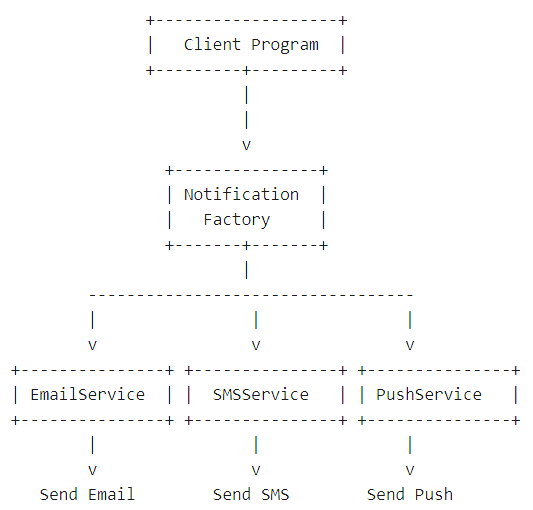 Client Program
Notification
Factory
EmailService SMSService PushService
Send Email Send SMS Send Push